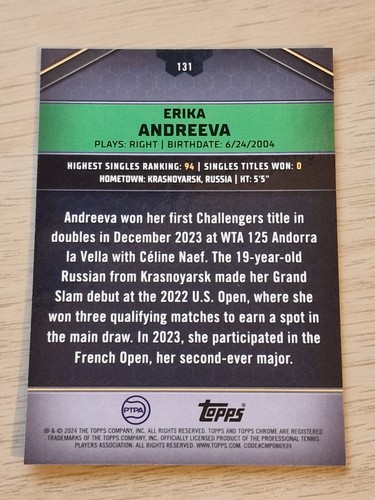 131
ERIKA
ANDREEVA
PLAYS: RIGHT | BIRTHDATE: 6/24/2004
HIGHEST SINGLES RANKING: 94 | SINGLES TITLES WON: 0
HOMETOWN: KRASNOYARSK, RUSSIA | HT: 5'5"
Andreeva won her first Challengers title in
doubles in December 2023 at WTA 125 Andorra
la Vella with Céline Naef. The 19-year-old
Russian from Krasnoyarsk made her Grand
Slam debut at the 2022 U.S. Open, where she
won three qualifying matches to earn a spot in
the main draw. In 2023, she participated in the
French Open, her second-ever major.
PTPA
TOPPS
® & © 2024 THE TOPPS COMPANY, INC. ALL RIGHTS RESERVED. TOPPS AND TOPPS CHROME ARE REGISTERED
TRADEMARKS OF THE TOPPS COMPANY, INC. OFFICIALLY LICENSED PRODUCT OF THE PROFESSIONAL TENNIS
PLAYERS ASSOCIATION. ALL RIGHTS RESERVED. WWW.TOPPS.COM. CODE#CMP086939